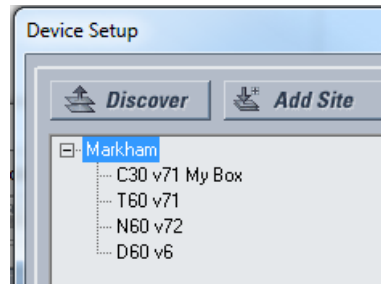 Device Setup
Discover Add Site
Markham
C30 v71 My Box
T60 v71
N60 v72
D60 v6